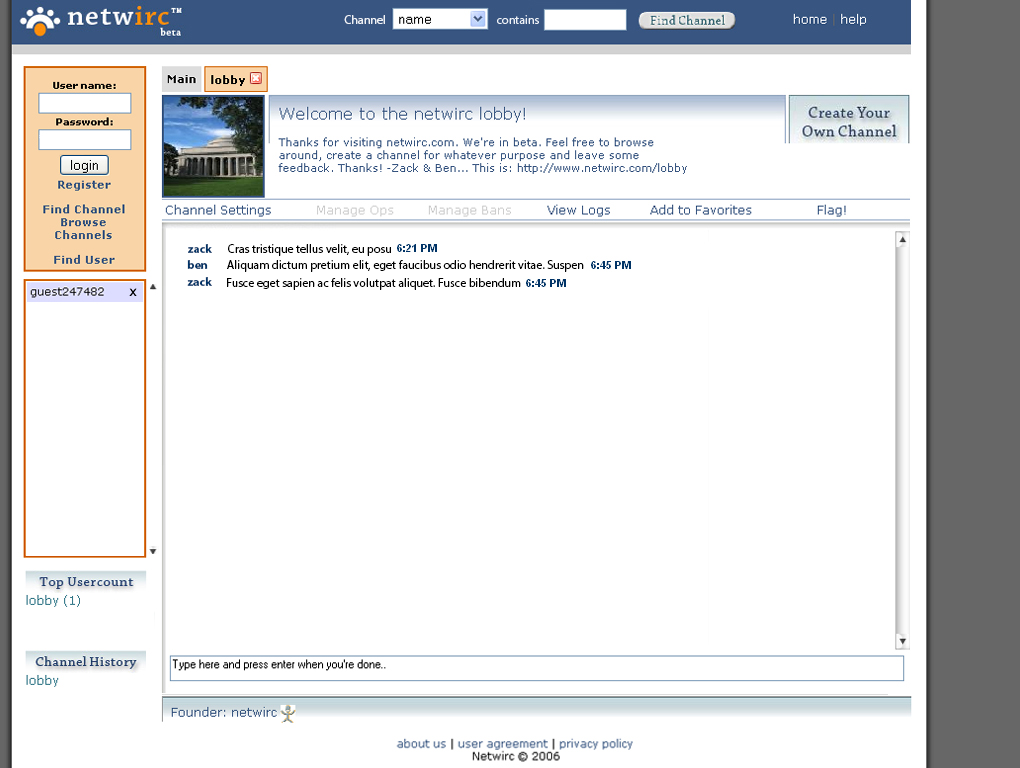 netwirc™
beta
Channel name contains Find Channel home | help
User name:
Password:
login
Register
Find Channel
Browse
Channels
Find User
guest247482 x
Top Usercount
lobby (1)
Channel History
lobby
Main lobby
Welcome to the netwirc lobby!
Thanks for visiting netwirc.com. We're in beta. Feel free to browse
around, create a channel for whatever purpose and leave some
feedback. Thanks! -Zack & Ben... This is: http://www.netwirc.com/lobby
Create Your
Own Channel
Channel Settings Manage Ops Manage Bans View Logs Add to Favorites Flag!
zack Cras tristique tellus velit, eu posu 6:21 PM
ben Aliquam dictum pretium elit, eget faucibus odio hendrerit vitae. Suspen 6:45 PM
zack Fusce eget sapien ac felis volutpat aliquet. Fusce bibendum 6:45 PM
Type here and press enter when you're done..
Founder: netwirc
about us | user agreement | privacy policy
Netwirc © 2006